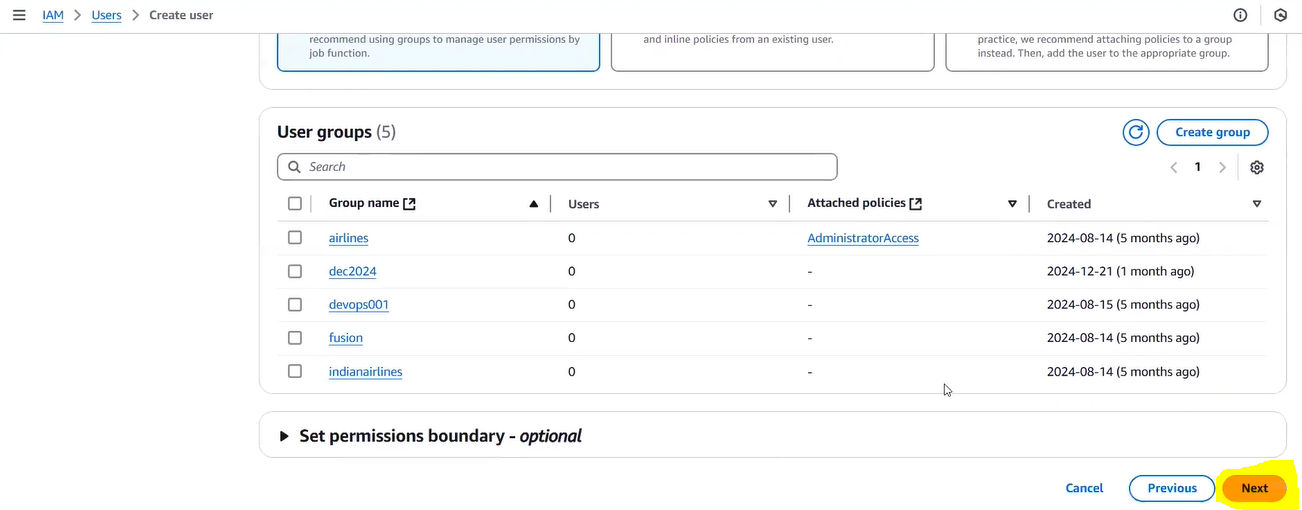 IAM > Users > Create user
recommend using groups to manage user permissions by
job function.
and inline policies from an existing user.
practice, we recommend attaching policies to a group
instead. Then, add the user to the appropriate group.
User groups (5)
Create group
Search
1
Group name Users Attached policies Created
airlines 0 AdministratorAccess 2024-08-14 (5 months ago)
dec2024 0 - 2024-12-21 (1 month ago)
devops001 0 - 2024-08-15 (5 months ago)
fusion 0 - 2024-08-14 (5 months ago)
indianairlines 0 - 2024-08-14 (5 months ago)
Set permissions boundary - optional
Cancel Previous Next